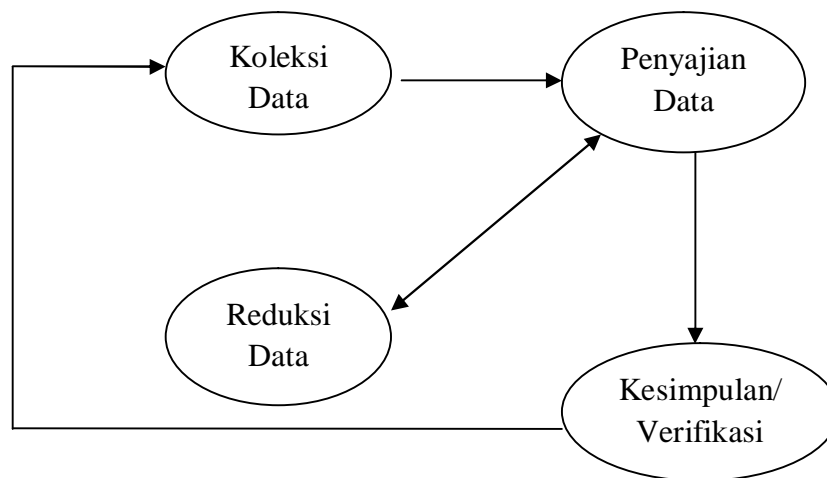 Koleksi
Data
Penyajian
Data
Reduksi
Data
Kesimpulan/
Verifikasi